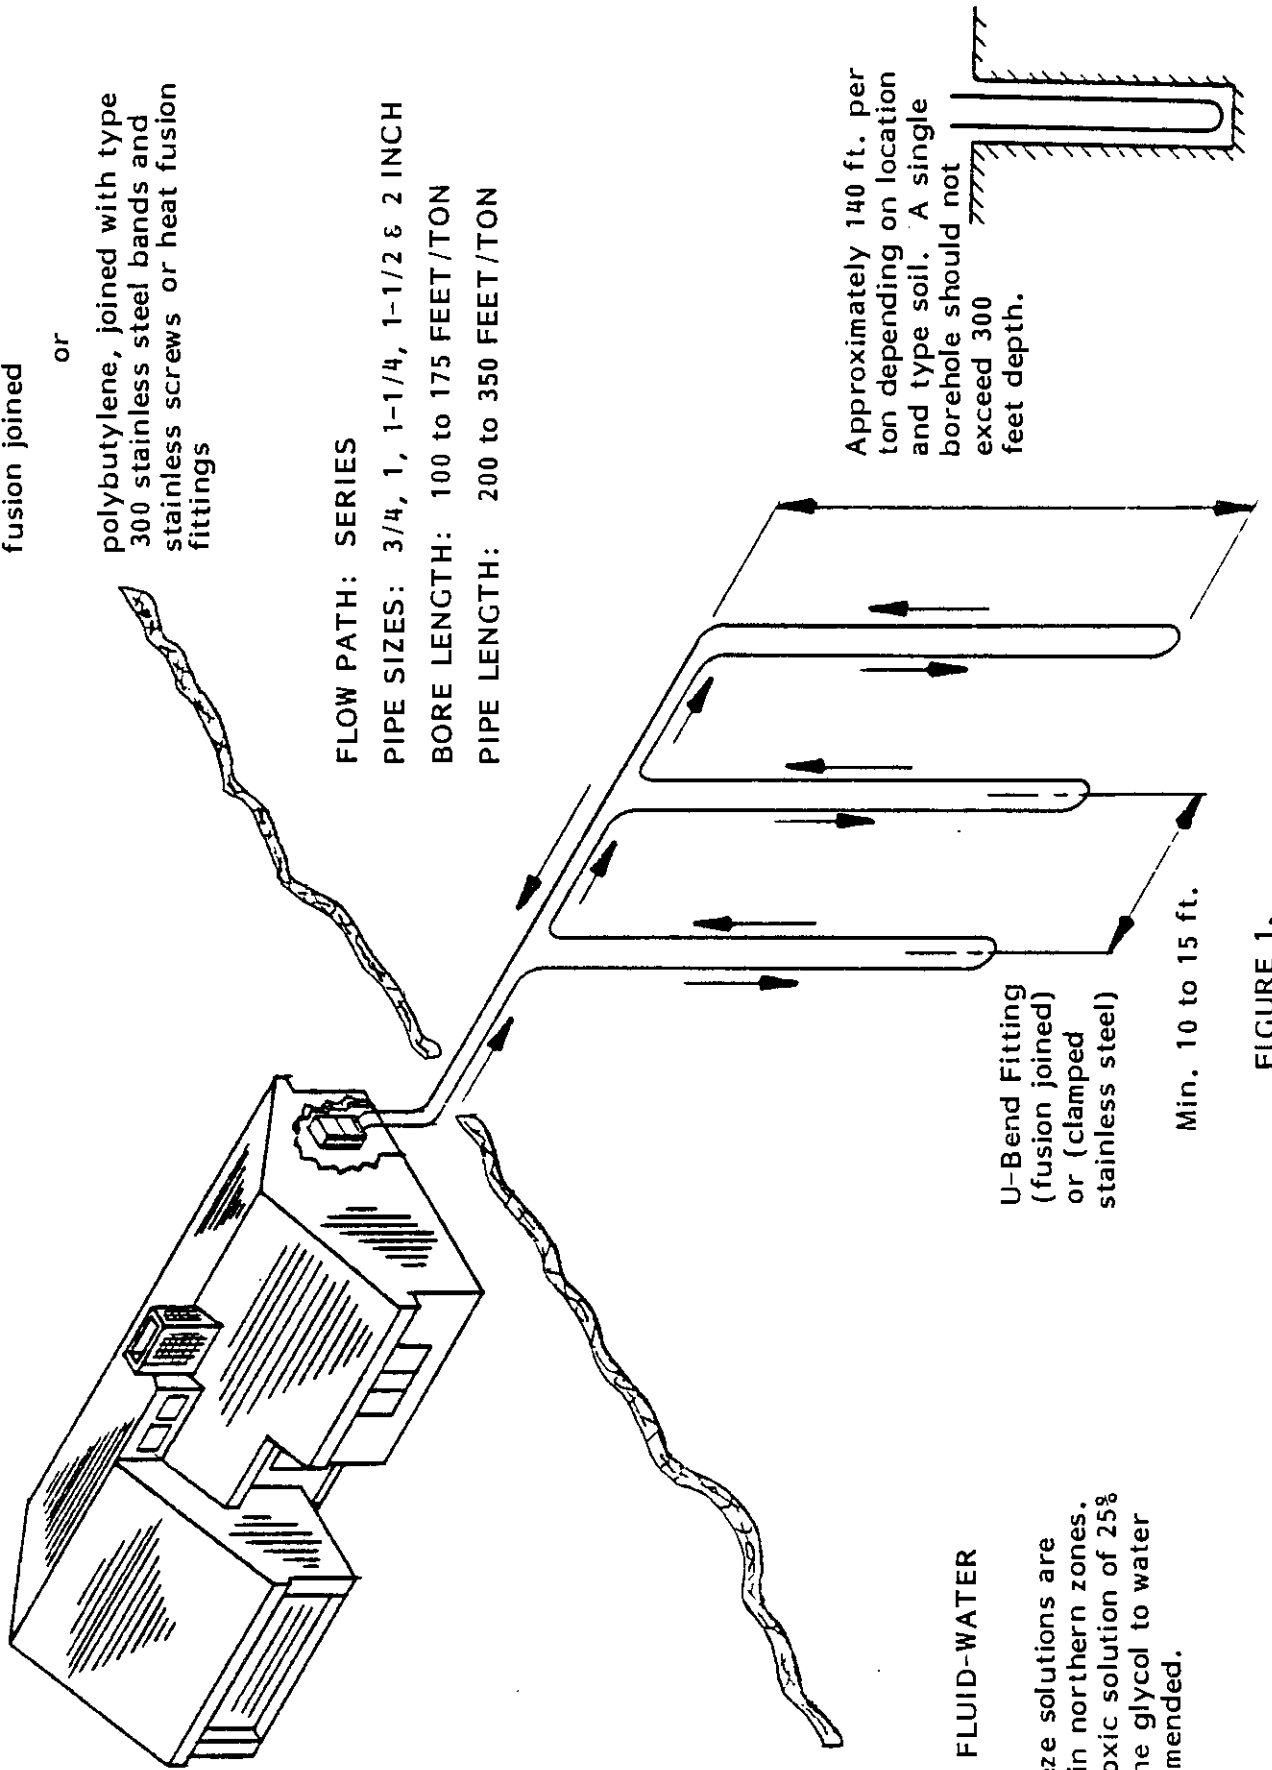 fusion joined
or
polybutylene, joined with type
300 stainless steel bands and
stainless screws or heat fusion
fittings
FLOW PATH: SERIES
PIPE SIZES: 3/4, 1, 1-1/4, 1-1/2 & 2 INCH
BORE LENGTH: 100 to 175 FEET/TON
PIPE LENGTH: 200 to 350 FEET/TON
Approximately 140 ft. per
ton depending on location
and type soil. A single
borehole should not
exceed 300
feet depth.
U-Bend Fitting
(fusion joined)
or (clamped
stainless steel)
Min. 10 to 15 ft.
FLUID-WATER
solutions are
in northern zones.
solution of 25%
glycol to water
FIGURE 1.